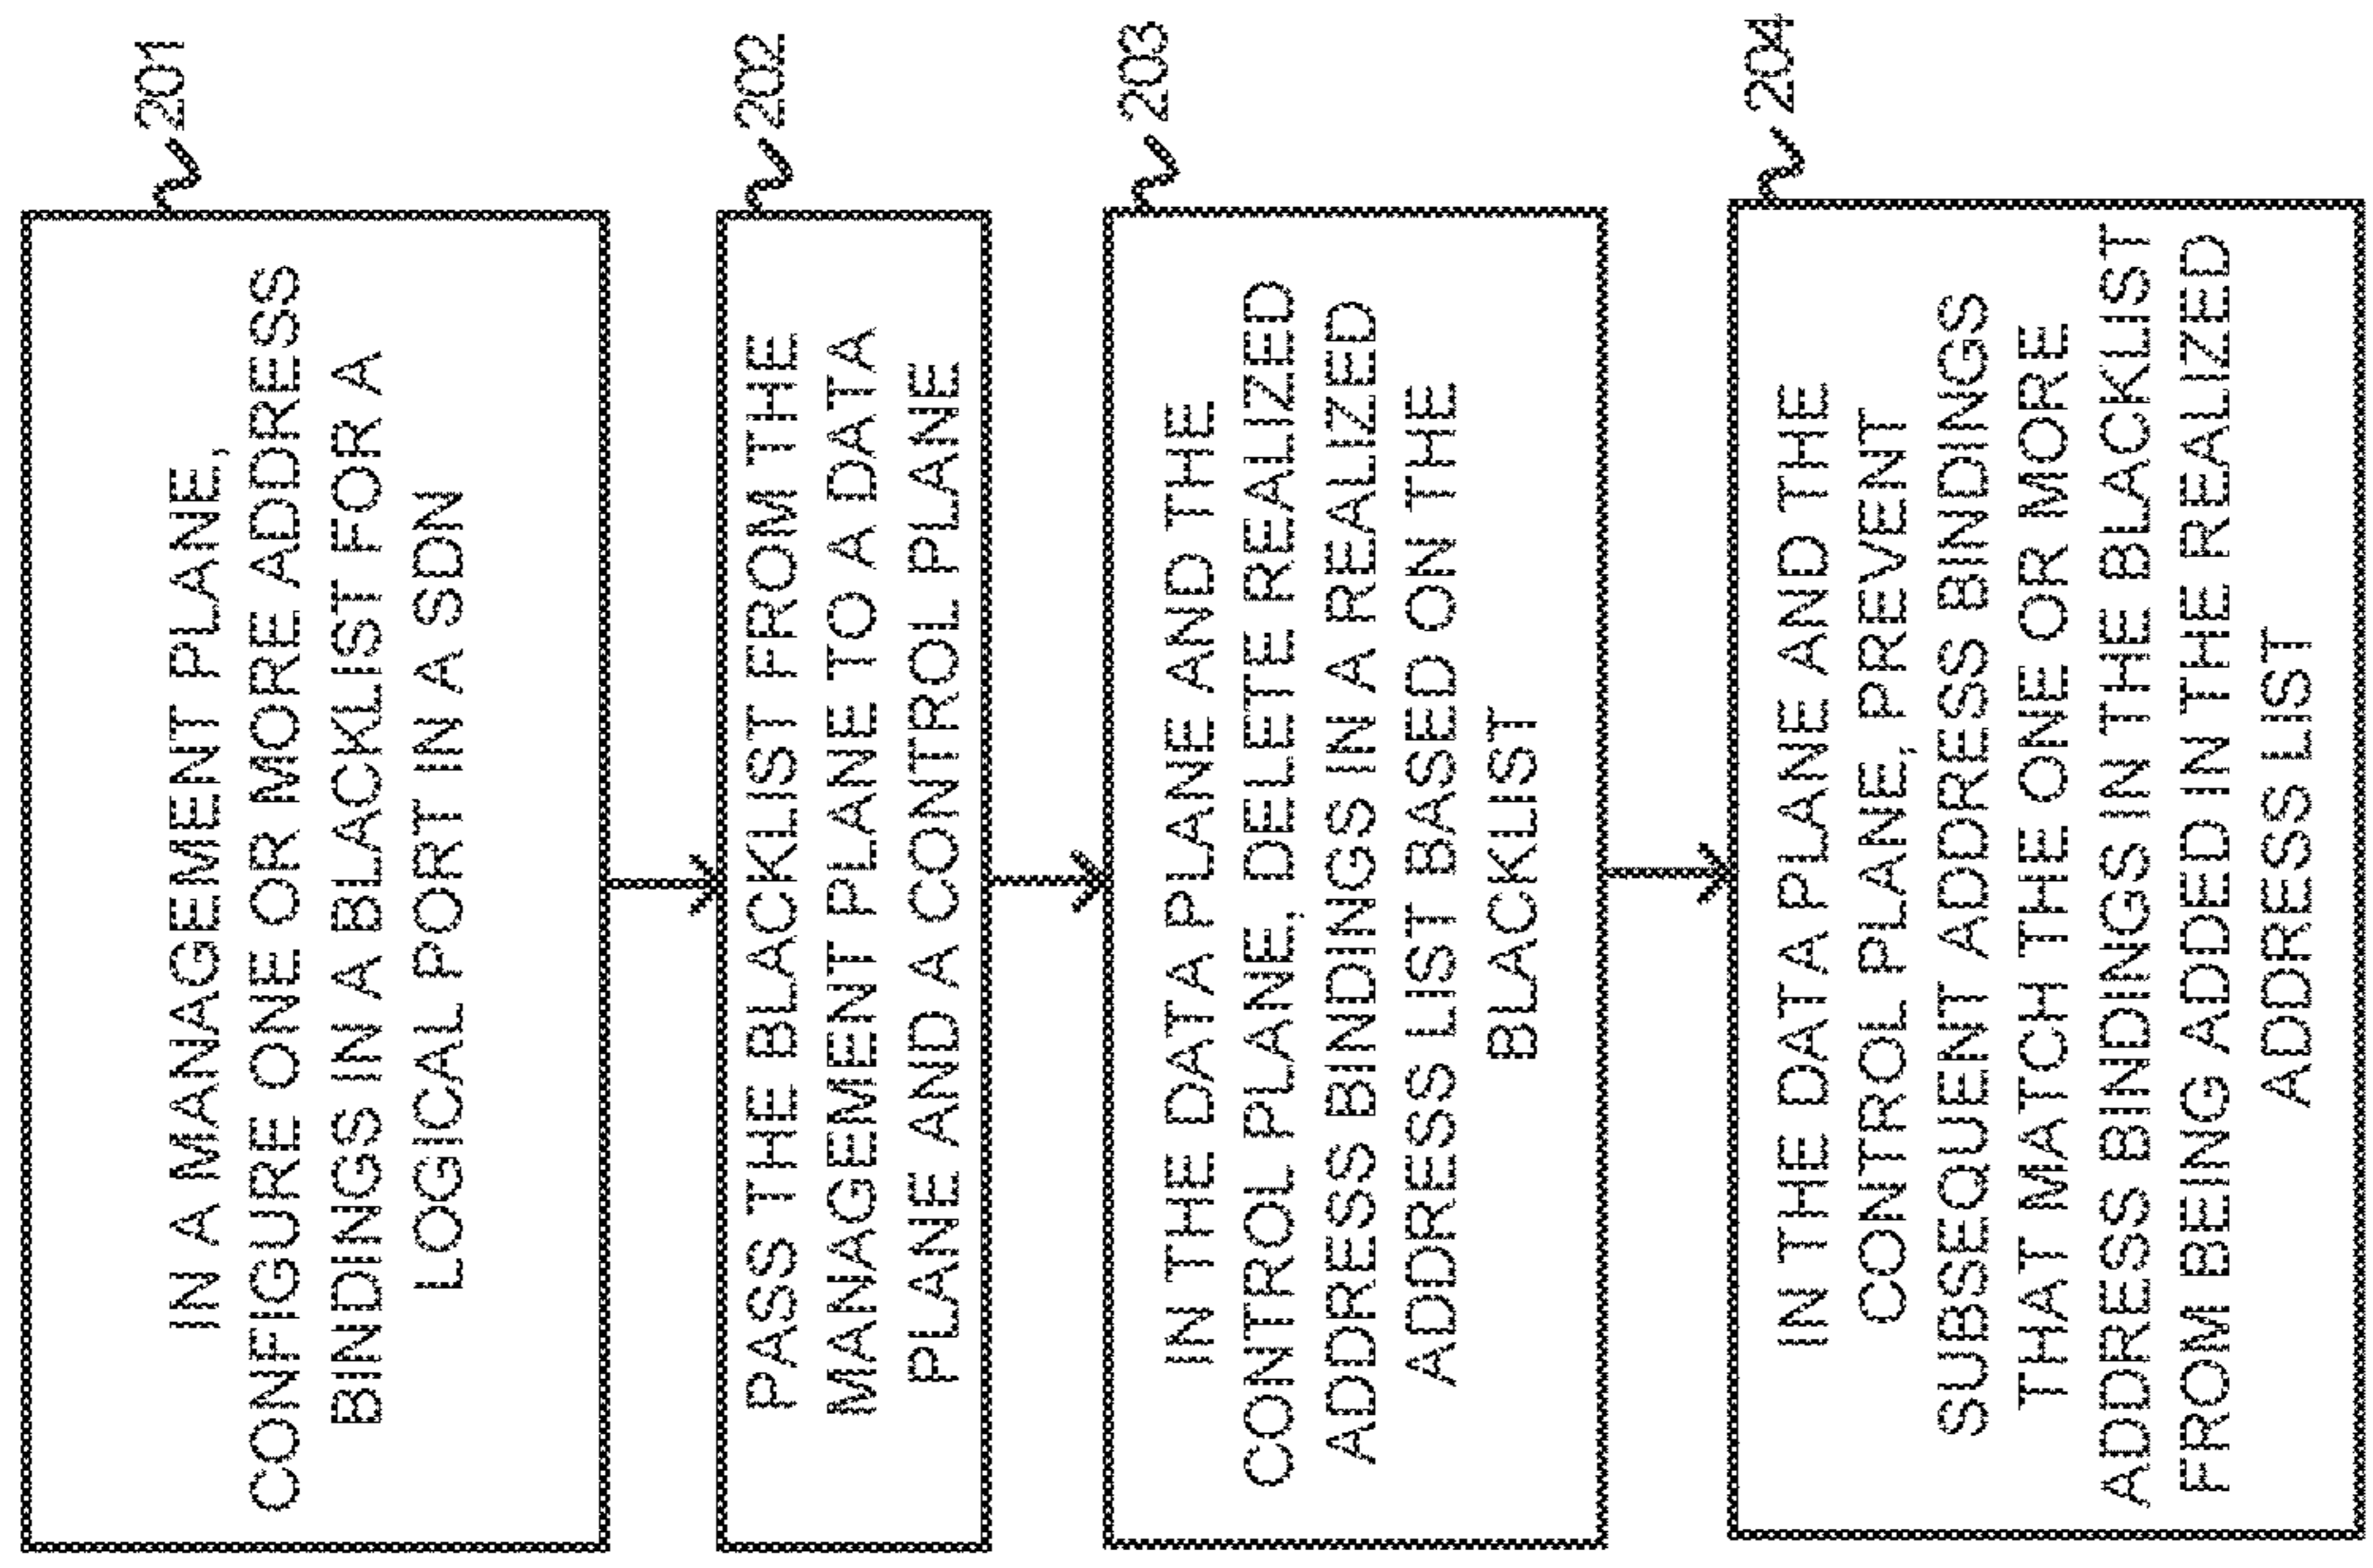 201
IN A MANAGEMENT PLANE,
CONFIGURE ONE OR MORE ADDRESS
BINDINGS IN A BLACKLIST FOR A
LOGICAL PORT IN A SDN
202
PASS THE BLACKLIST FROM THE
MANAGEMENT PLANE TO A DATA
PLANE AND A CONTROL PLANE
203
IN THE DATA PLANE AND THE
CONTROL PLANE, DELETE REALIZED
ADDRESS BINDINGS IN A REALIZED
ADDRESS LIST BASED ON THE
BLACKLIST
204
IN THE DATA PLANE AND THE
CONTROL PLANE, PREVENT
SUBSEQUENT ADDRESS BINDINGS
THAT MATCH THE ONE OR MORE
ADDRESS BINDINGS IN THE BLACKLIST
FROM BEING ADDED IN THE REALIZED
ADDRESS LIST